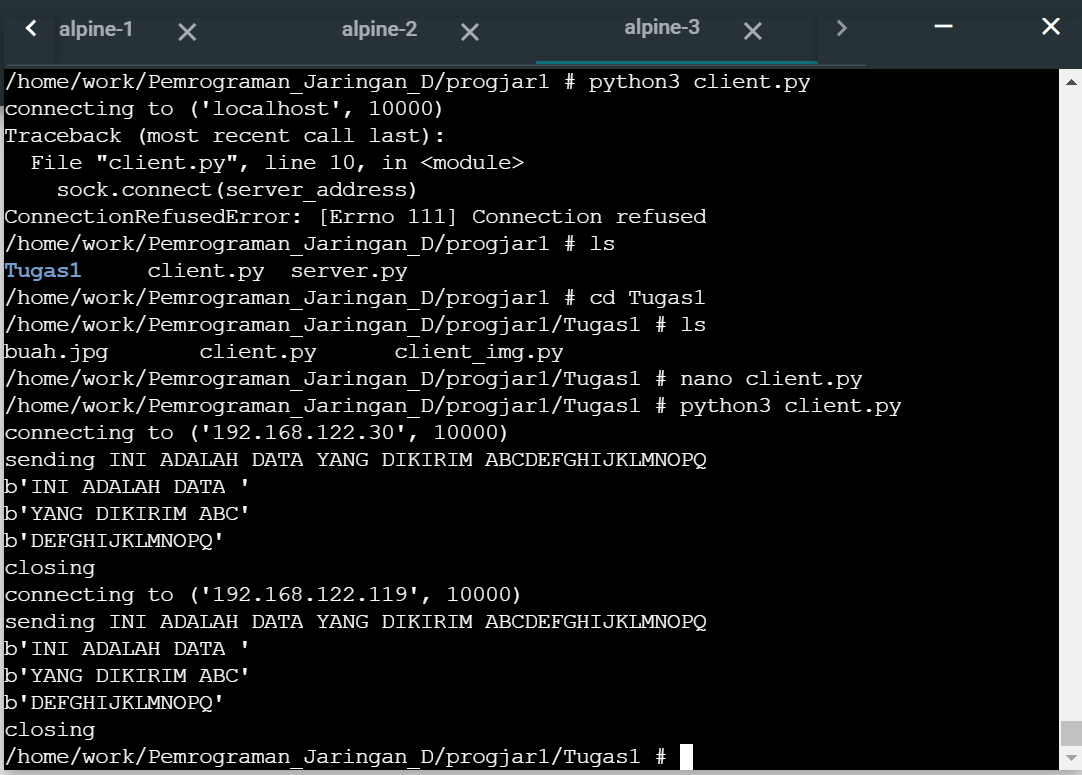 alpine-1 alpine-2 alpine-3
/home/work/Pemrograman_Jaringan_D/progjar1 # python3 client.py
connecting to ('localhost', 10000)
Traceback (most recent call last):
  File "client.py", line 10, in <module>
    sock.connect(server_address)
ConnectionRefusedError: [Errno 111] Connection refused
/home/work/Pemrograman_Jaringan_D/progjar1 # ls
Tugas1     client.py  server.py
/home/work/Pemrograman_Jaringan_D/progjar1 # cd Tugas1
/home/work/Pemrograman_Jaringan_D/progjar1/Tugas1 # ls
buah.jpg       client.py      client_img.py
/home/work/Pemrograman_Jaringan_D/progjar1/Tugas1 # nano client.py
/home/work/Pemrograman_Jaringan_D/progjar1/Tugas1 # python3 client.py
connecting to ('192.168.122.30', 10000)
sending INI ADALAH DATA YANG DIKIRIM ABCDEFGHIJKLMNOPQ
b'INI ADALAH DATA '
b'YANG DIKIRIM ABC'
b'DEFGHIJKLMNOPQ'
closing
connecting to ('192.168.122.119', 10000)
sending INI ADALAH DATA YANG DIKIRIM ABCDEFGHIJKLMNOPQ
b'INI ADALAH DATA '
b'YANG DIKIRIM ABC'
b'DEFGHIJKLMNOPQ'
closing
/home/work/Pemrograman_Jaringan_D/progjar1/Tugas1 #